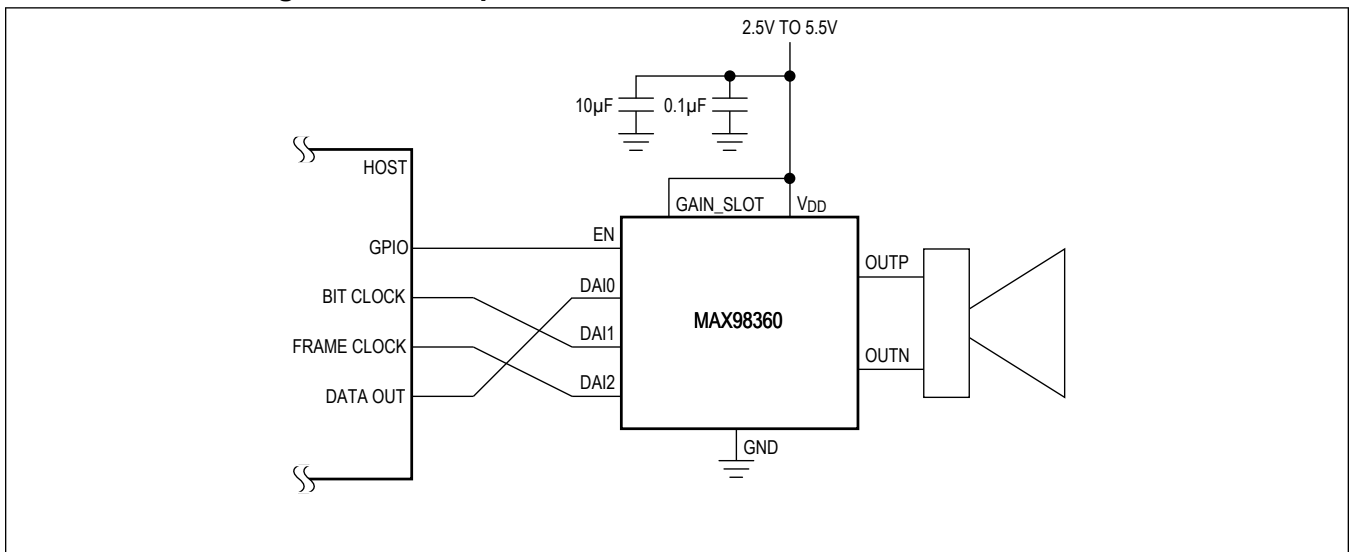 2.5V TO 5.5V
10µF
0.1µF
HOST
GAIN_SLOT
VDD
GPIO
EN
BIT CLOCK
DAI0
FRAME CLOCK
DAI1
DATA OUT
DAI2
MAX98360
OUTP
OUTN
GND